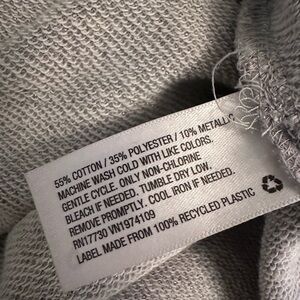 55% COTTON / 35% POLYESTER / 10% METALLIC
MACHINE WASH COLD WITH LIKE COLORS.
GENTLE CYCLE. ONLY NON-CHLORINE
BLEACH IF NEEDED. TUMBLE DRY LOW.
REMOVE PROMPTLY. COOL IRON IF NEEDED.
RN17730 VN1974109
LABEL MADE FROM 100% RECYCLED PLASTIC